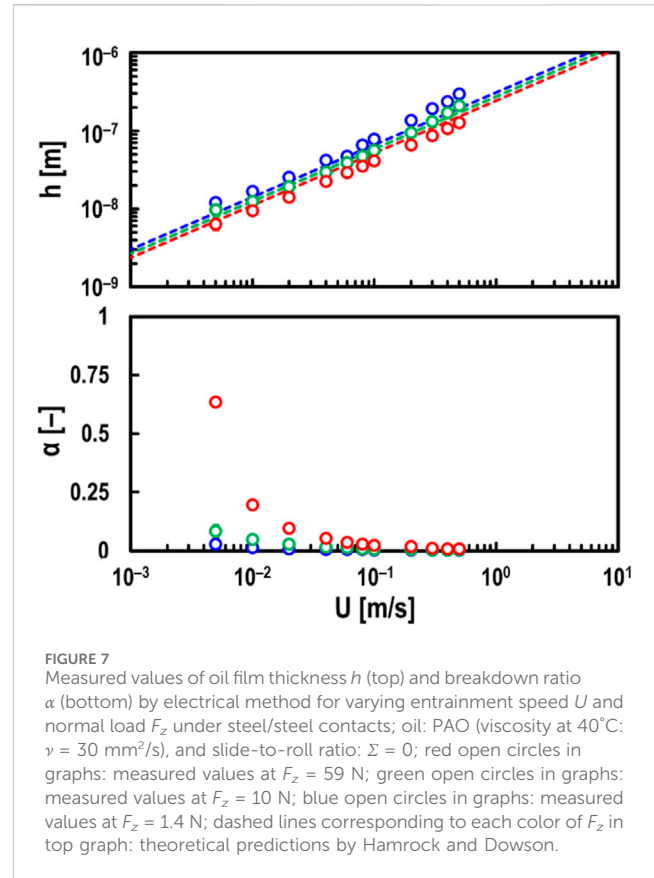 10⁻⁶
10⁻⁷
10⁻⁸
10⁻⁹
h [m]
1
0.75
0.5
0.25
0
α [–]
10⁻³ 10⁻² 10⁻¹ 10⁰ 10¹
U [m/s]
FIGURE 7
Measured values of oil film thickness h (top) and breakdown ratio
α (bottom) by electrical method for varying entrainment speed U and
normal load F_z under steel/steel contacts; oil: PAO (viscosity at 40°C:
ν = 30 mm²/s), and slide-to-roll ratio: Σ = 0; red open circles in
graphs: measured values at F_z = 59 N; green open circles in graphs:
measured values at F_z = 10 N; blue open circles in graphs: measured
values at F_z = 1.4 N; dashed lines corresponding to each color of F_z in
top graph: theoretical predictions by Hamrock and Dowson.